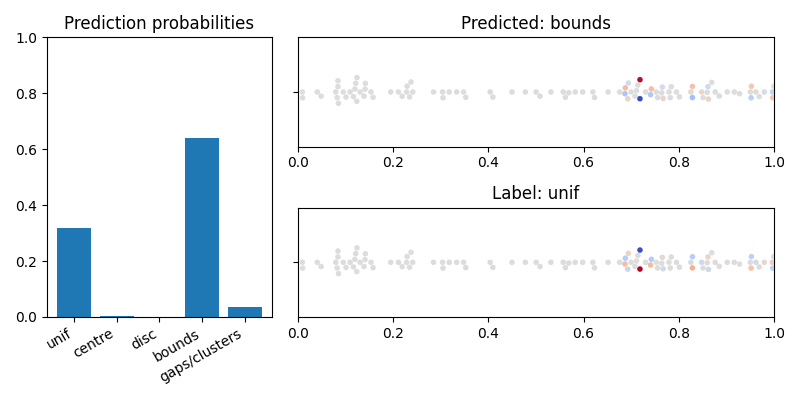 Prediction probabilities
1.0
0.8
0.6
0.4
0.2
0.0
unif
centre
disc
bounds
gaps/clusters
Predicted: bounds
0.0 0.2 0.4 0.6 0.8 1.0
Label: unif
0.0 0.2 0.4 0.6 0.8 1.0